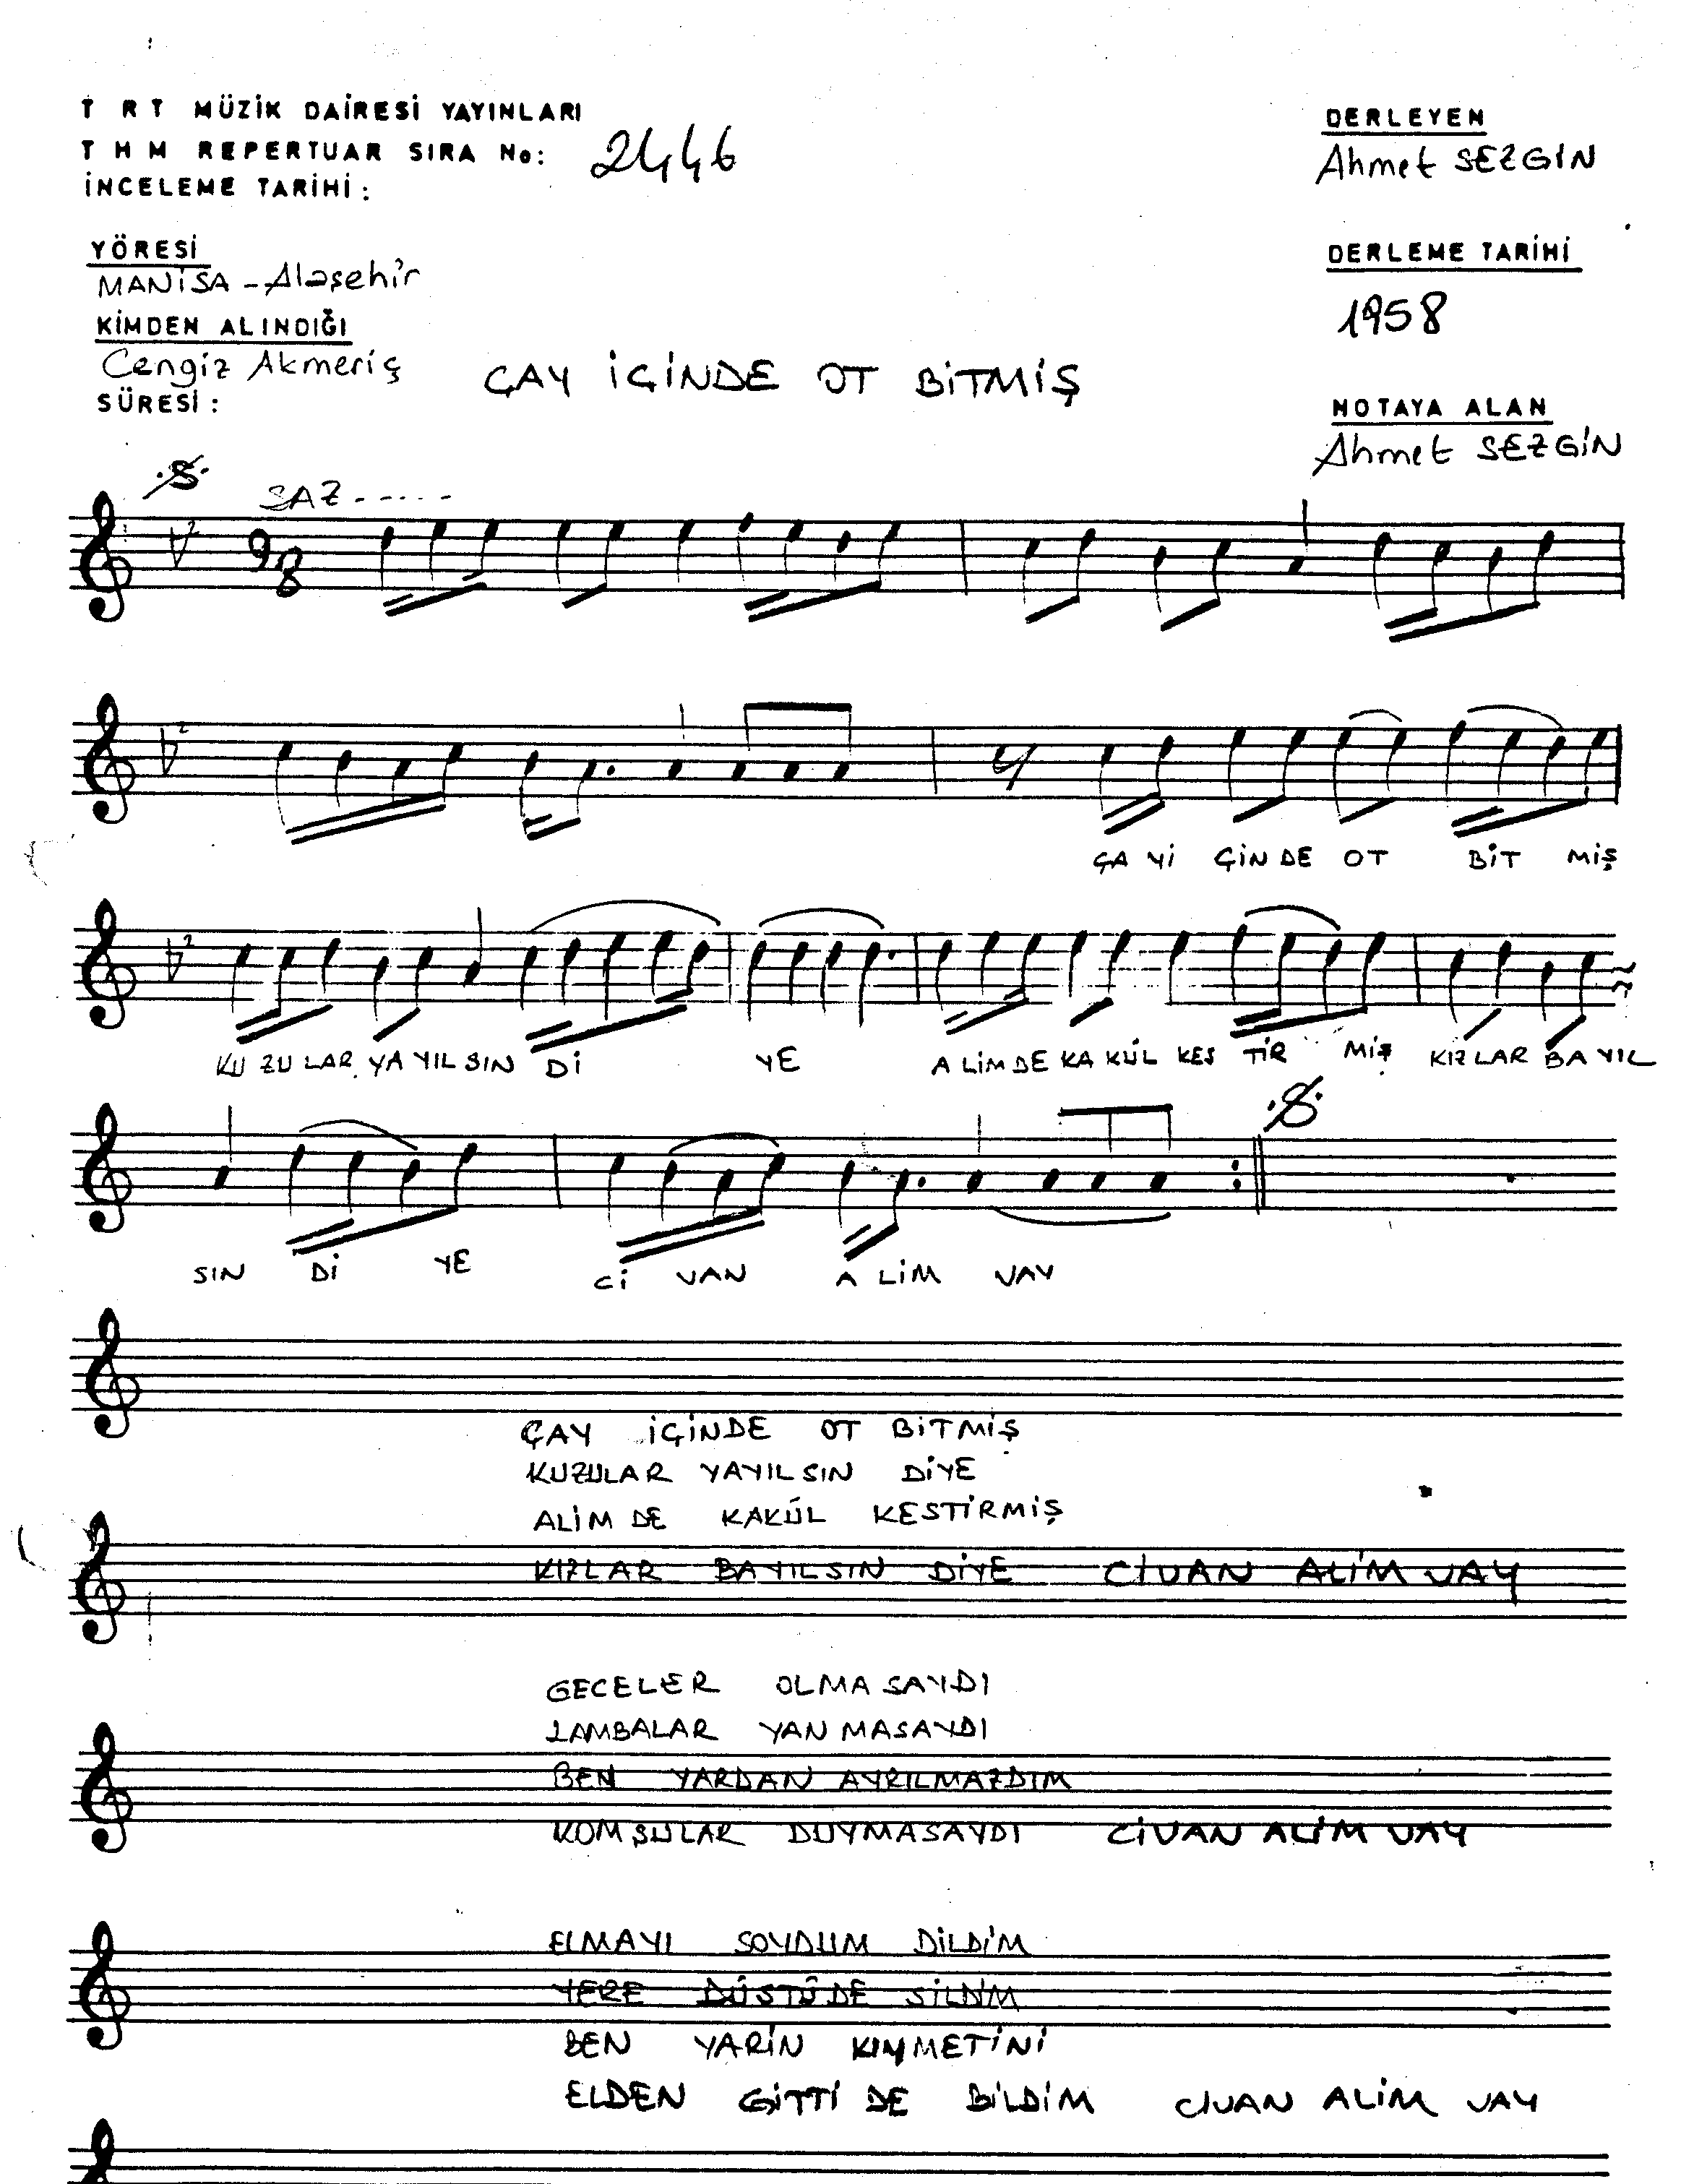 T R T MÜZİK DAİRESİ YAYINLARI
T H M REPERTUAR SIRA No: 2446
İNCELEME TARİHİ :
DERLEYEN
Ahmet SEZGİN
YÖRESİ
MANİSA - Alaşehir
DERLEME TARİHİ
1958
KİMDEN ALINDIĞI
Cengiz Akmeriç
SÜRESİ :
ÇAY İÇİNDE OT BİTMİŞ
NOTAYA ALAN
Ahmet SEZGİN
SAZ - - - - -
9 8
ÇA Yİ ÇİN DE OT BİT MİŞ
KU ZU LAR YA YIL SIN Dİ YE A LİM DE KA KÜL KES TİR MİŞ KIZ LAR BA YIL
SIN Dİ YE Cİ VAN A LİM VAY
ÇAY İÇİNDE OT BİTMİŞ
KUZULAR YAYILSIN DİYE
ALİM DE KAKÜL KESTİRMİŞ
KIZLAR BAYILSIN DİYE CİVAN ALİM VAY
GECELER OLMASAYDI
LAMBALAR YANMASAYDI
BEN YARDAN AYRILMAZDIM
KOMŞULAR DUYMASAYDI CİVAN ALİM VAY
ELMAYI SOYDUM DİLDİM
YERE DÜŞTÜ DE SİLDİM
BEN YARİN KIYMETİNİ
ELDEN GİTTİ DE BİLDİM CİVAN ALİM VAY